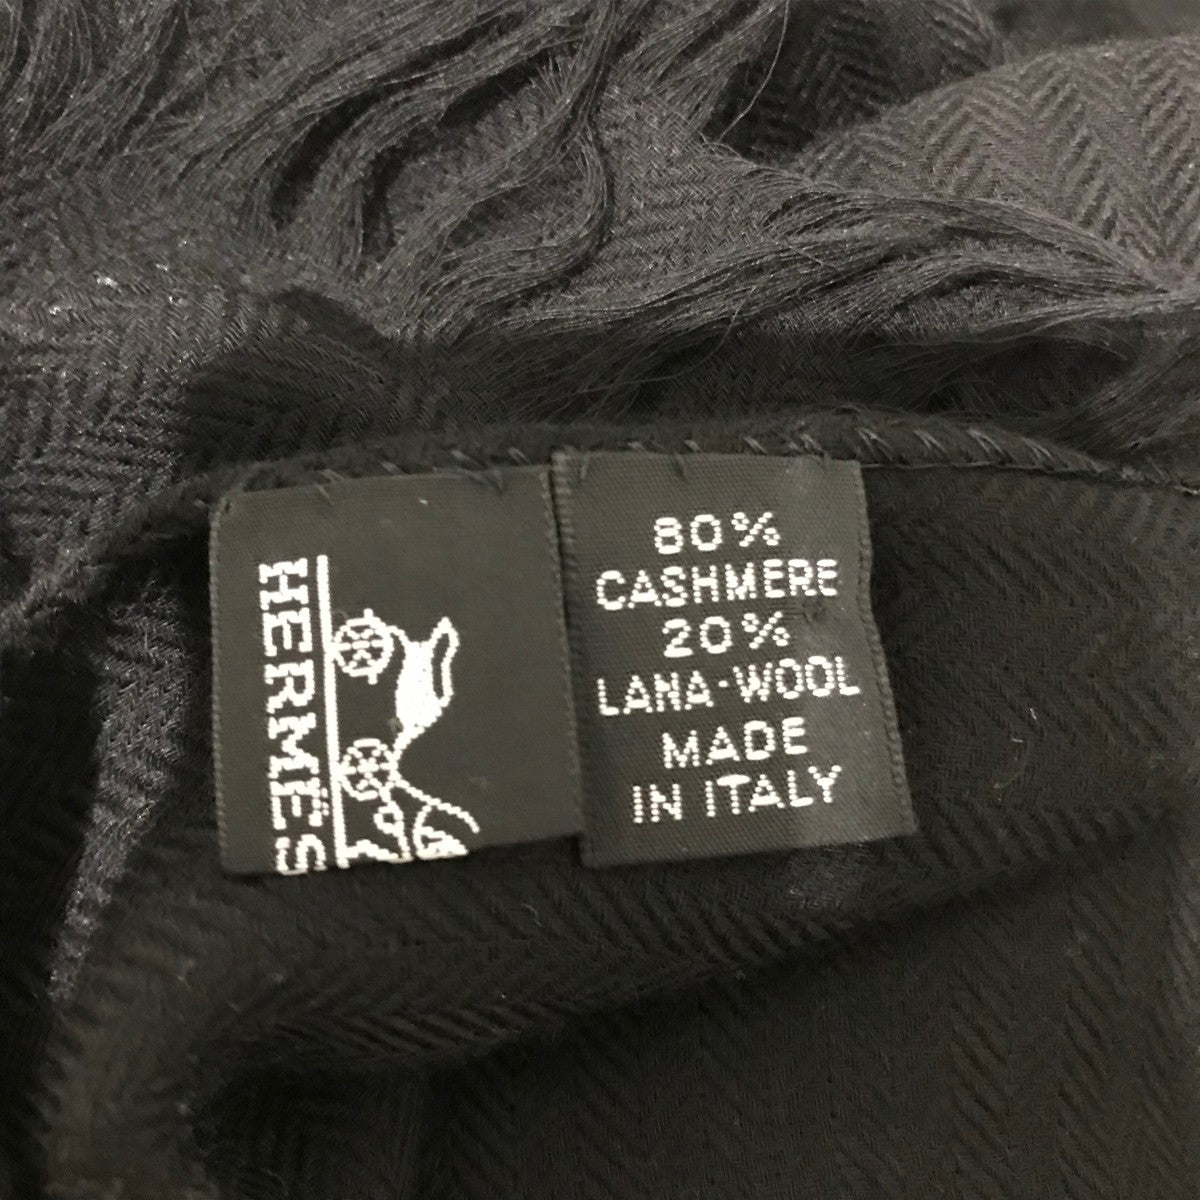 HERMÈS
80%
CASHMERE
20%
LANA-WOOL
MADE
IN ITALY